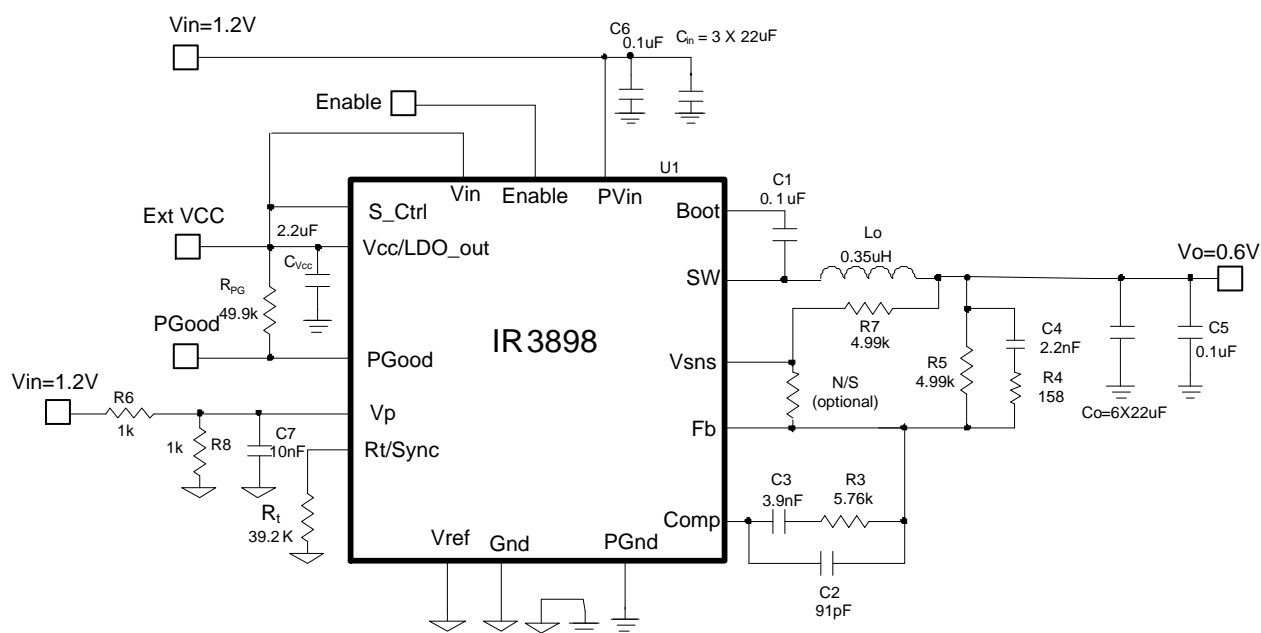 Vin=1.2V
C6
0.1uF
Cin = 3 X 22uF
Enable
U1
Vin
Enable
PVin
C1
0.1uF
Ext VCC
S_Ctrl
Boot
2.2uF
Vcc/LDO_out
CVcc
Lo
0.35uH
Vo=0.6V
SW
RPG
49.9k
PGood
IR3898
R7
4.99k
C4
2.2nF
C5
0.1uF
PGood
Vsns
R5
4.99k
R4
158
N/S
(optional)
Co=6X22uF
Vin=1.2V
R6
1k
Vp
1k
R8
C7
10nF
Fb
Rt/Sync
C3
3.9nF
R3
5.76k
Rt
39.2K
Comp
Vref
Gnd
PGnd
C2
91pF